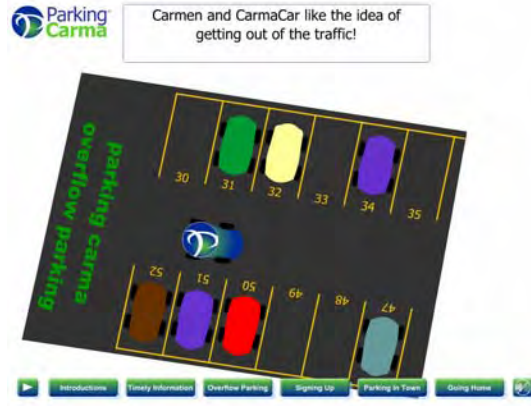 Parking
Carma
Carmen and CarmaCar like the idea of
getting out of the traffic!
parking carma
overflow parking
30
31
32
33
34
35
52
51
50
49
48
47
Introductions
Timely Information
Overflow Parking
Signing Up
Parking In Town
Going Home